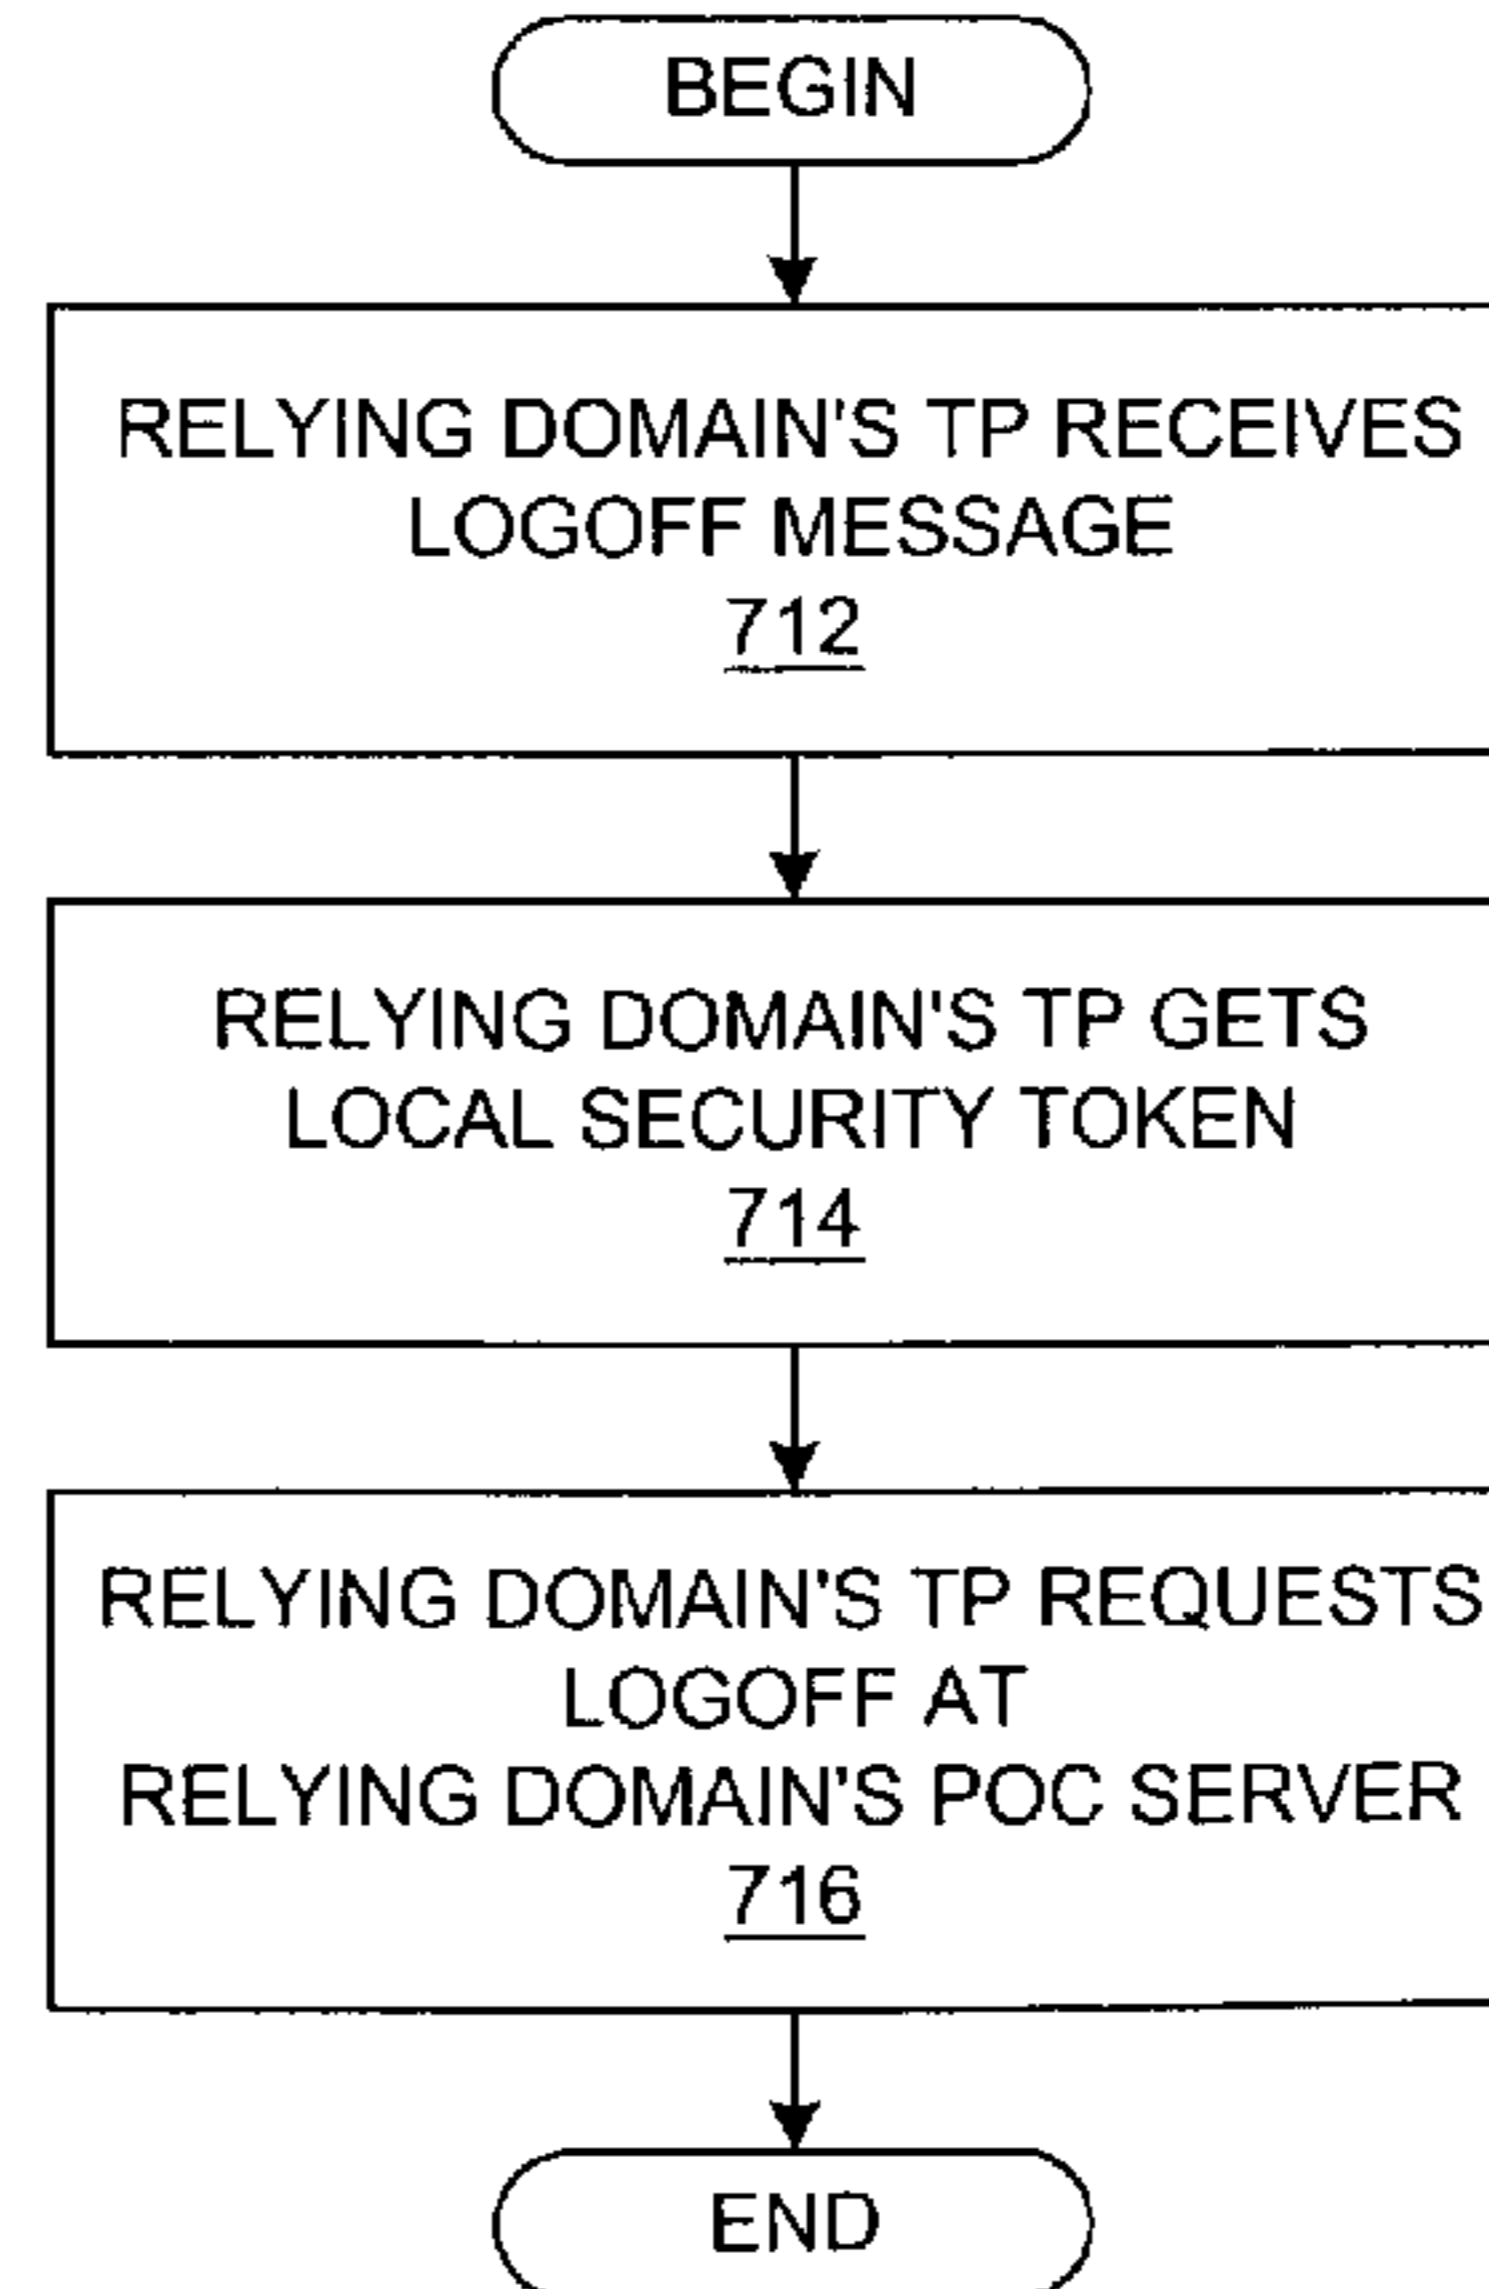 BEGIN
RELYING DOMAIN'S TP RECEIVES
LOGOFF MESSAGE
712
RELYING DOMAIN'S TP GETS
LOCAL SECURITY TOKEN
714
RELYING DOMAIN'S TP REQUESTS
LOGOFF AT
RELYING DOMAIN'S POC SERVER
716
END